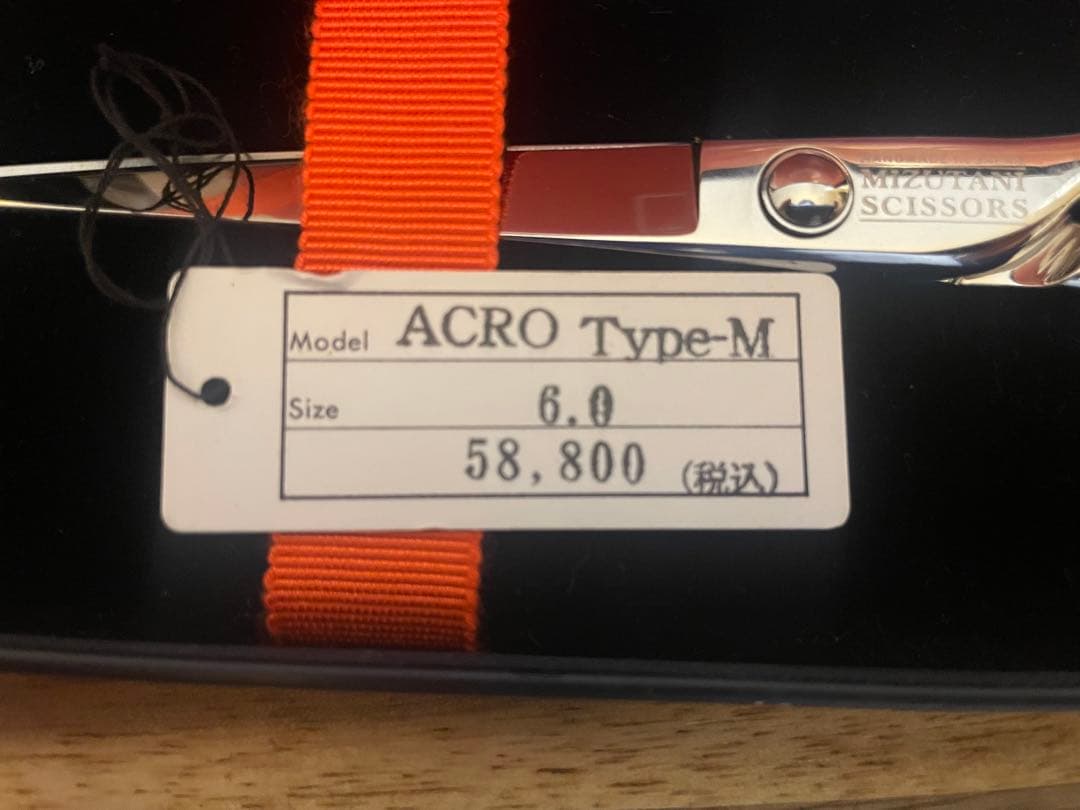 MIZUTANI
SCISSORS
Model ACRO Type-M
Size 6.0
58,800 (税込)